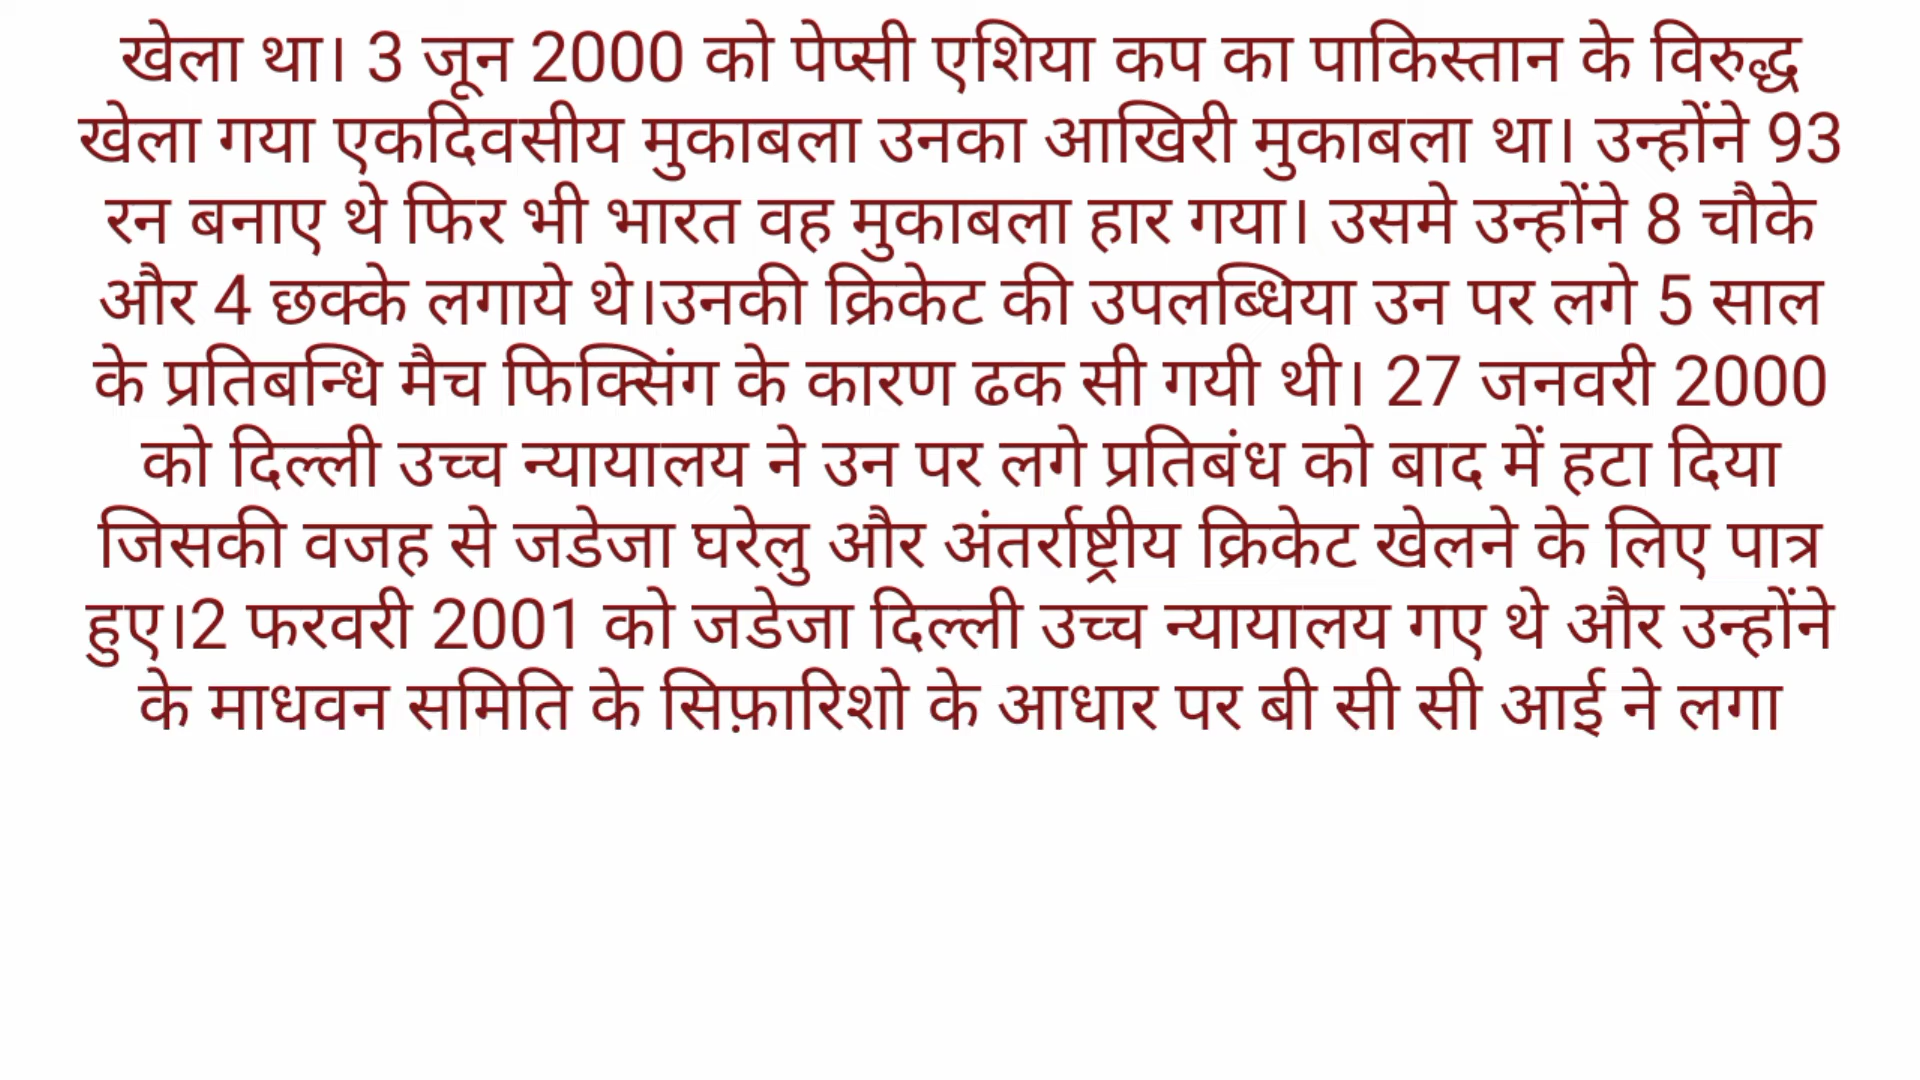 खेला था। 3 जून 2000 को पेप्सी एशिया कप का पाकिस्तान के विरुद्ध
खेला गया एकदिवसीय मुकाबला उनका आखिरी मुकाबला था। उन्होंने 93
रन बनाए थे फिर भी भारत वह मुकाबला हार गया। उसमे उन्होंने 8 चौके
और 4 छक्के लगाये थे।उनकी क्रिकेट की उपलब्धिया उन पर लगे 5 साल
के प्रतिबन्धि मैच फिक्सिंग के कारण ढक सी गयी थी। 27 जनवरी 2000
को दिल्ली उच्च न्यायालय ने उन पर लगे प्रतिबंध को बाद में हटा दिया
जिसकी वजह से जडेजा घरेलु और अंतर्राष्ट्रीय क्रिकेट खेलने के लिए पात्र
हुए।2 फरवरी 2001 को जडेजा दिल्ली उच्च न्यायालय गए थे और उन्होंने
के माधवन समिति के सिफ़ारिशो के आधार पर बी सी सी आई ने लगा